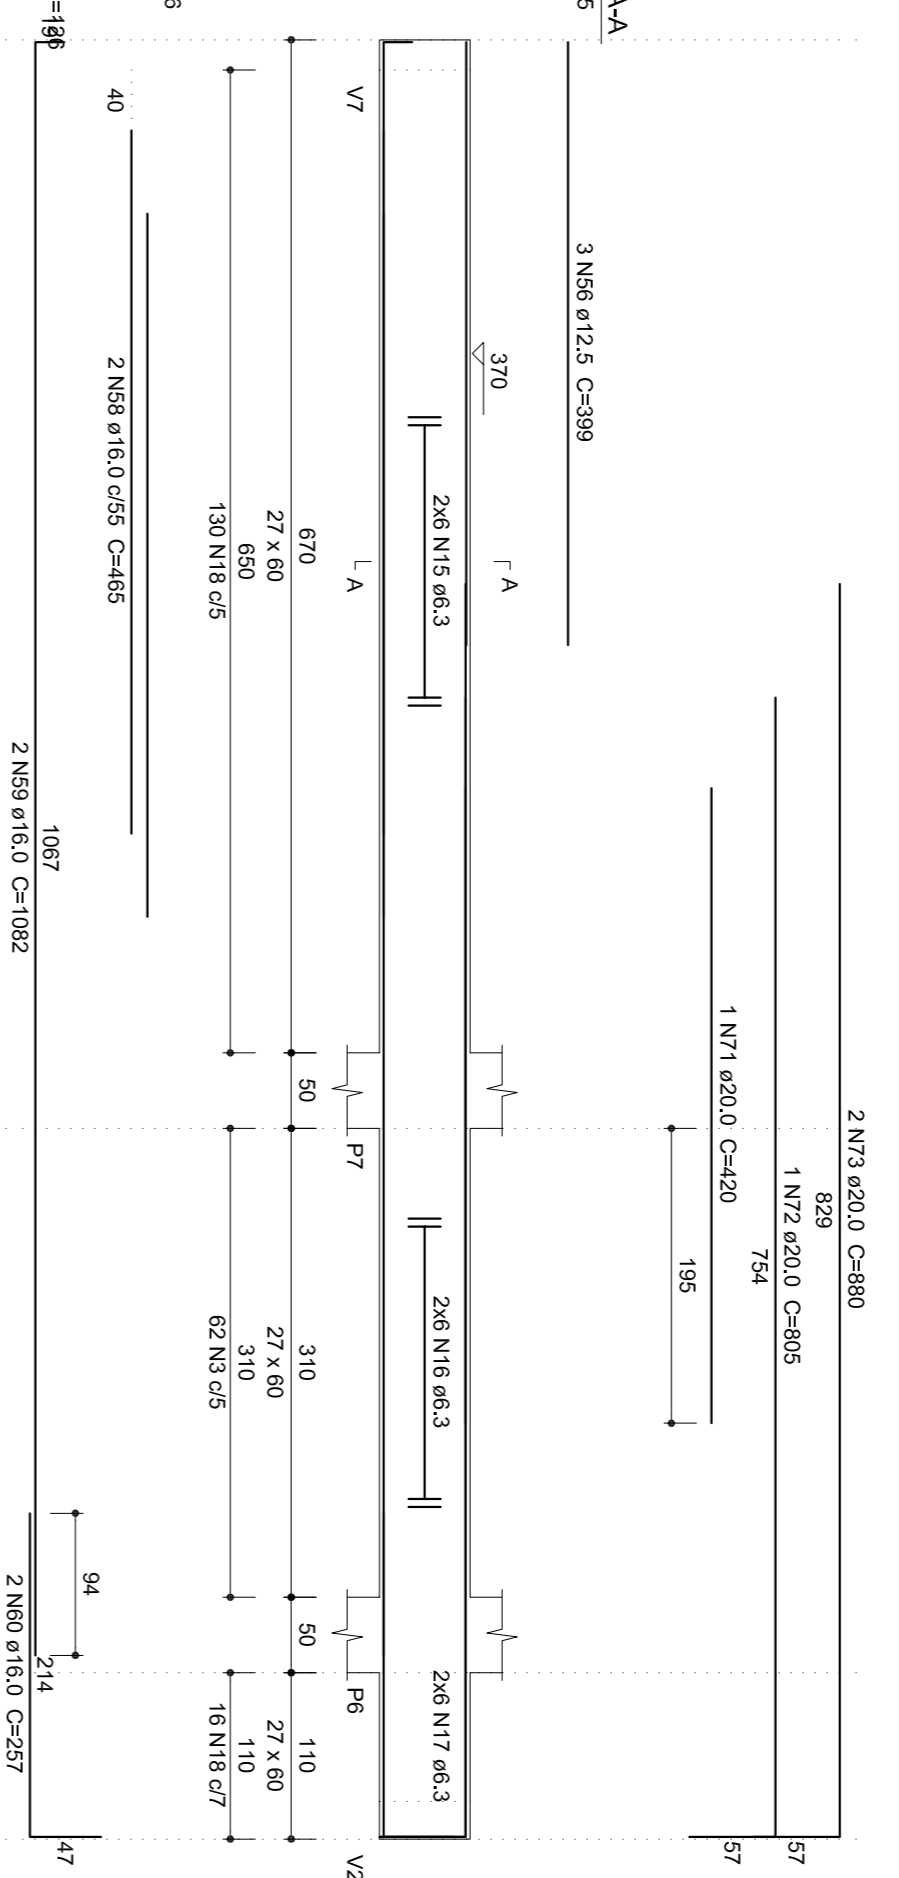 A-A
2 N73 ø20.0 C=880
829
57
1 N72 ø20.0 C=805
754
57
1 N71 ø20.0 C=420
195
3 N56 ø12.5 C=399
370
A
2x6 N15 ø6.3
2x6 N16 ø6.3
2x6 N17 ø6.3
V7
A
P7
P6
V2
670
50
310
50
110
27 x 60
27 x 60
27 x 60
650
310
110
130 N18 c/5
62 N3 c/5
16 N18 c/7
40
2 N58 ø16.0 c/55 C=465
94
1067
2 N59 ø16.0 C=1082
214
2 N60 ø16.0 C=257
47